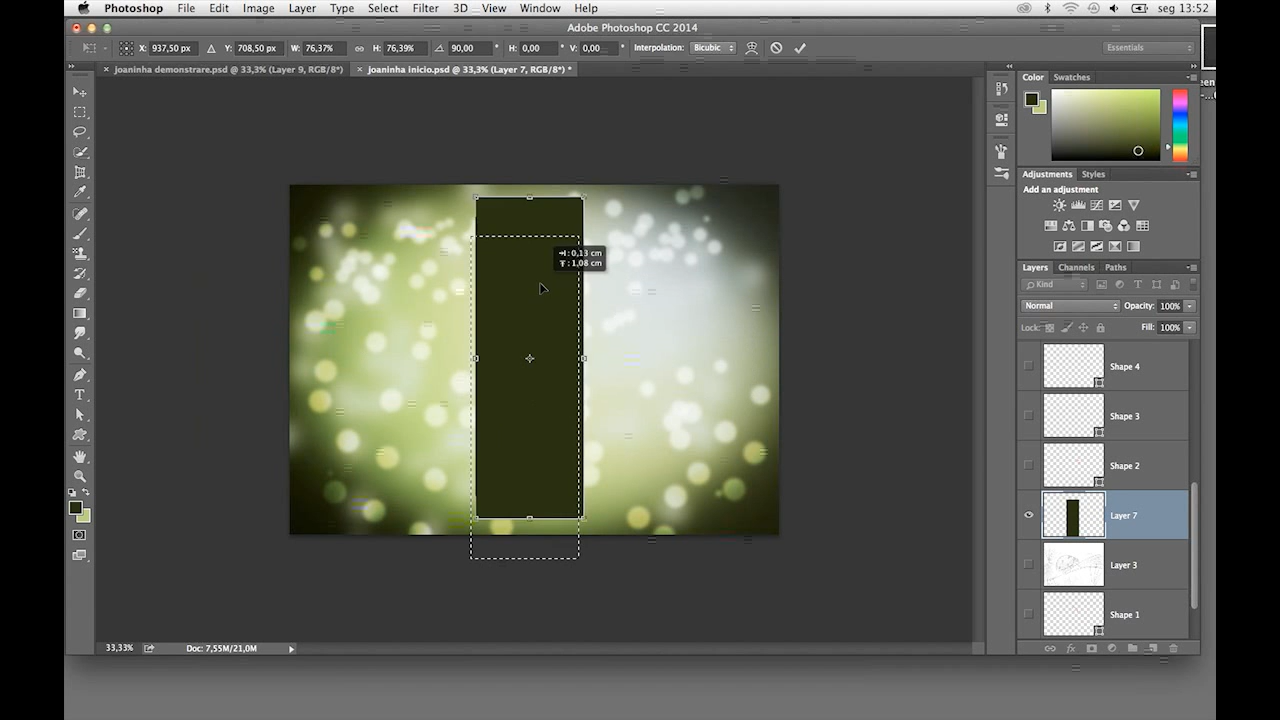 Photoshop File Edit Image Layer Type Select Filter 3D View Window Help seg 13:52
Adobe Photoshop CC 2014
X: 937,50 px Y: 708,50 px W: 76,37% H: 76,39% 90,00 ° H: 0,00 ° V: 0,00 ° Interpolation: Bicubic Essentials
joaninha demonstrare.psd @ 33,3% (Layer 9, RGB/8*) joaninha inicio.psd @ 33,3% (Layer 7, RGB/8*) *
Color Swatches
Adjustments Styles
Add an adjustment
H: 0,13 cm
: 1,08 cm
Layers Channels Paths
Kind
Normal Opacity: 100%
Lock: Fill: 100%
Shape 4
Shape 3
Shape 2
Layer 7
Layer 3
Shape 1
33,33% Doc: 7,55M/21,0M